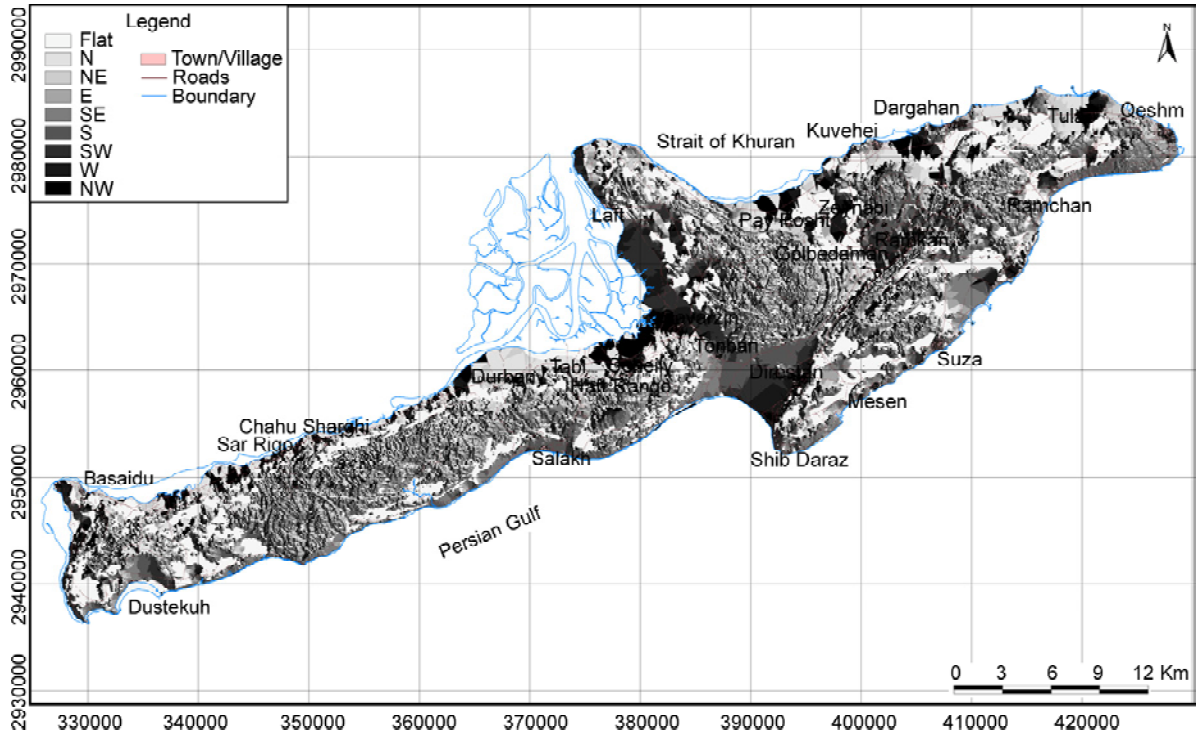 Legend
Flat
N
NE
E
SE
S
SW
W
NW
Town/Village
Roads
Boundary
N
Dargahan
Qeshm
Tula
Kuvehei
Strait of Khuran
Laft
Ramchan
Ramkan
Golbedaman
Tonban
Suza
Durban
Tabl
Direstan
Range
Mesen
Chahu Sharghi
Sar Rigo
Salakh
Shib Daraz
Basaidu
Persian Gulf
Dustekuh
0 3 6 9 12 Km
2990000
2980000
2970000
2960000
2950000
2940000
2930000
330000 340000 350000 360000 370000 380000 390000 400000 410000 420000